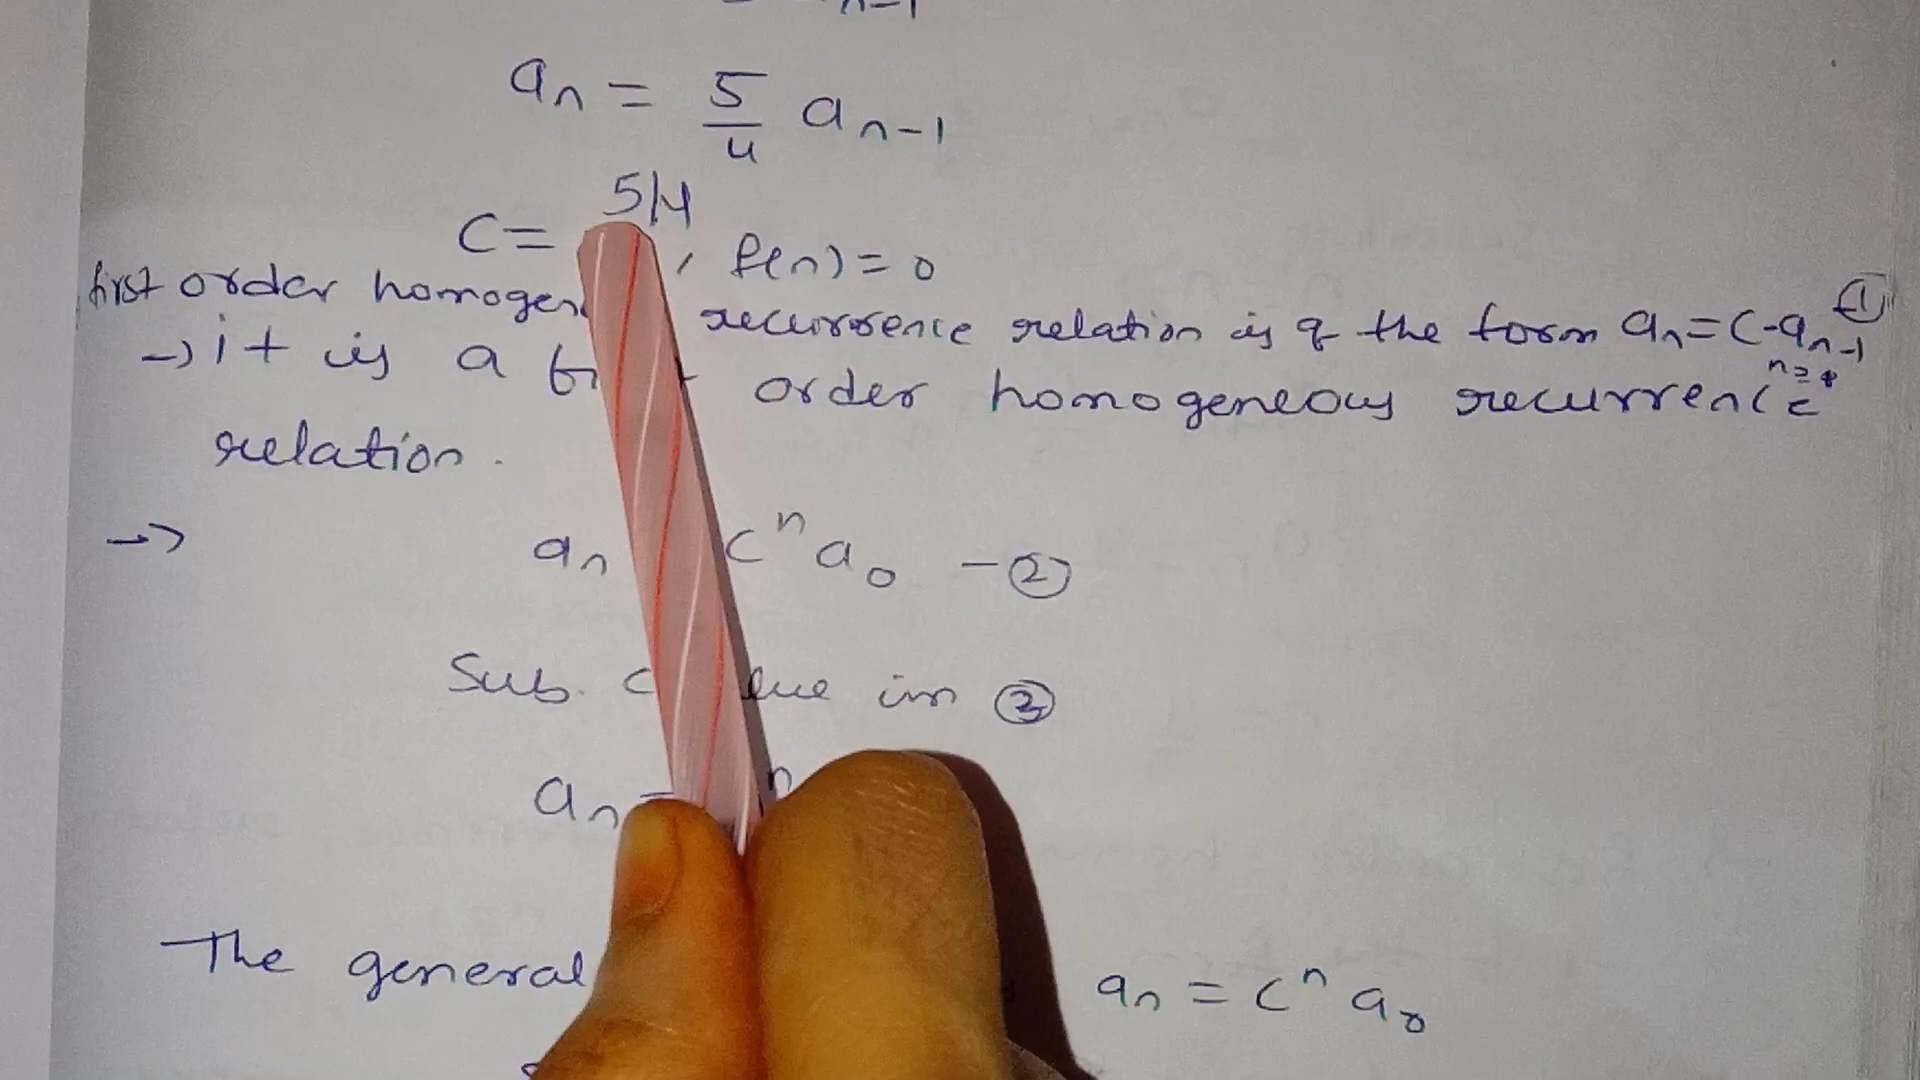 n-1
an = 5/4 an-1
C = 5/4 , f(n) = 0
first order recurrence relation is of the form an = C-an-1 ①
n≥
→ it is a order homogeneous recurrence
relation.
→ an Cⁿ a0 - ②
Sub. in ②
an = n
The general an = Cⁿ a0